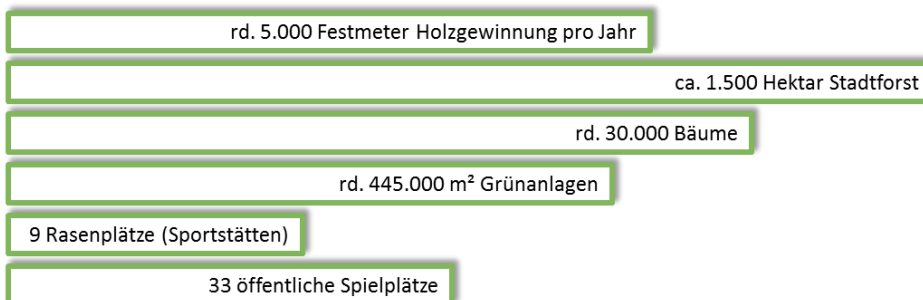 rd. 5.000 Festmeter Holzgewinnung pro Jahr
ca. 1.500 Hektar Stadtforst
rd. 30.000 Bäume
rd. 445.000 m² Grünanlagen
9 Rasenplätze (Sportstätten)
33 öffentliche Spielplätze